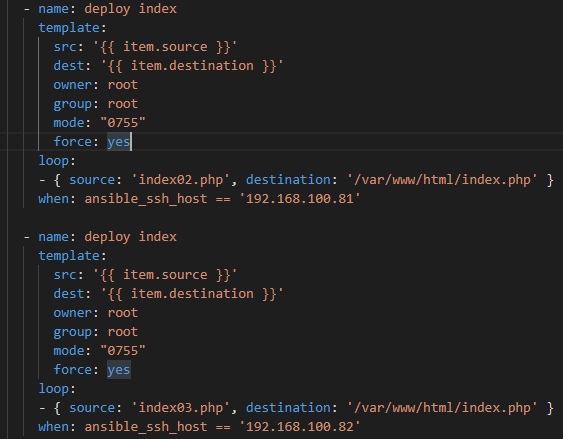 - name: deploy index
template:
src: '{{ item.source }}'
dest: '{{ item.destination }}'
owner: root
group: root
mode: "0755"
force: yes
loop:
- { source: 'index02.php', destination: '/var/www/html/index.php' }
when: ansible_ssh_host == '192.168.100.81'
- name: deploy index
template:
src: '{{ item.source }}'
dest: '{{ item.destination }}'
owner: root
group: root
mode: "0755"
force: yes
loop:
- { source: 'index03.php', destination: '/var/www/html/index.php' }
when: ansible_ssh_host == '192.168.100.82'